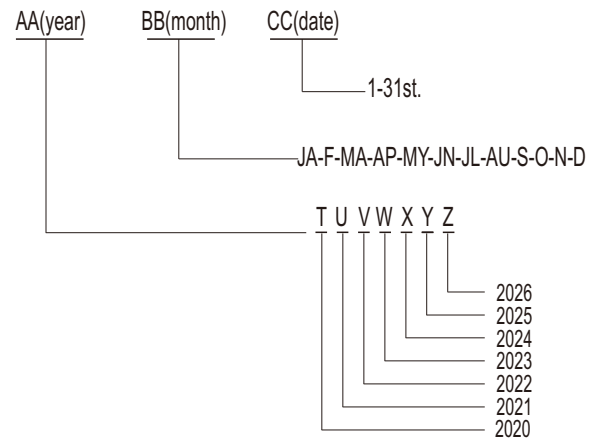 AA(year) BB(month) CC(date)
1-31st.
JA-F-MA-AP-MY-JN-JL-AU-S-O-N-D
T U V W X Y Z
2026
2025
2024
2023
2022
2021
2020